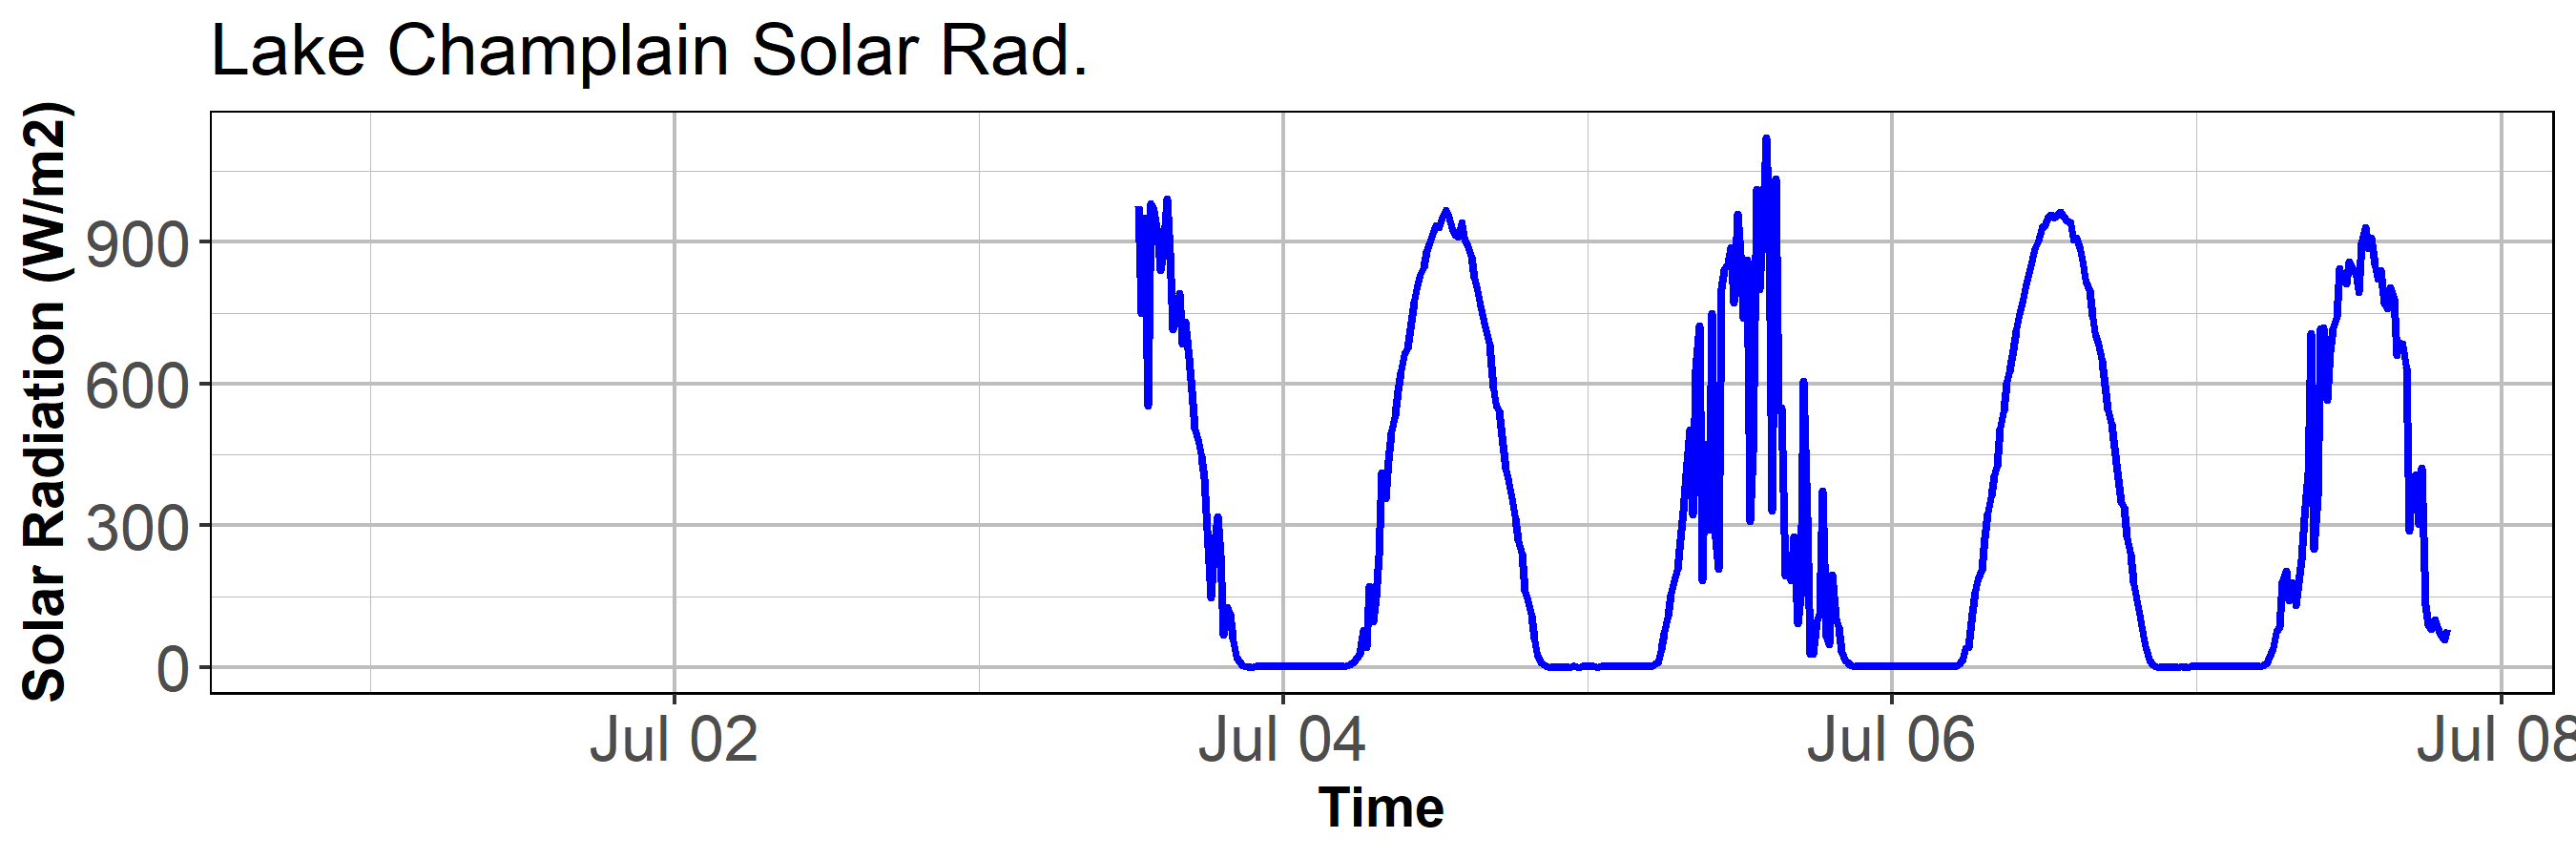 Lake Champlain Solar Rad.
Solar Radiation (W/m2)
900
600
300
0
Jul 02
Jul 04
Jul 06
Jul 08
Time